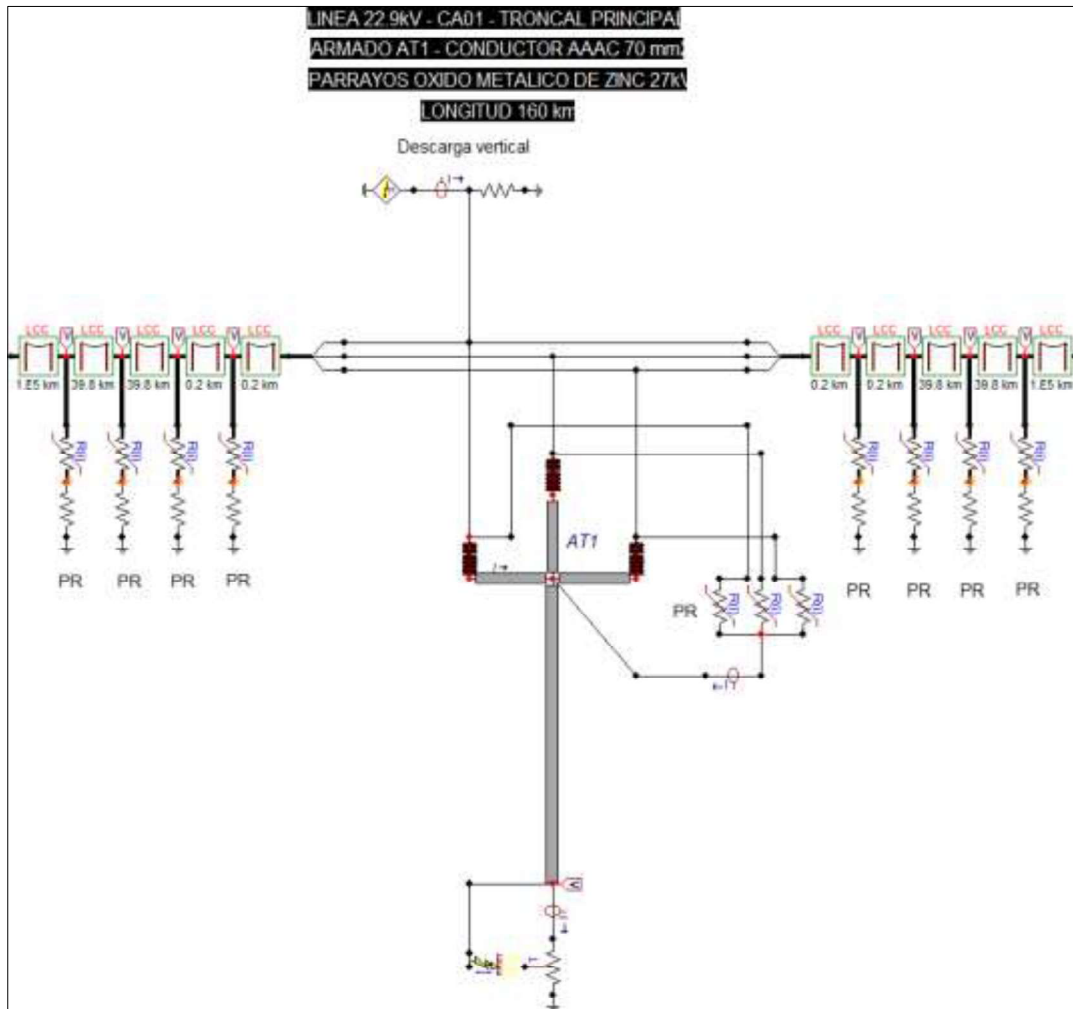 LINEA 22.9kV - CA01 - TRONCAL PRINCIPAL
ARMADO AT1 - CONDUCTOR AAAC 70 mm2
PARRAYOS OXIDO METALICO DE ZINC 27kV
LONGITUD 160 km
Descarga vertical
I
LCC V LCC V LCC V LCC V LCC
LCC V LCC V LCC V LCC V LCC
1.E5 km 39.8 km 39.8 km 0.2 km 0.2 km
0.2 km 0.2 km 39.8 km 39.8 km 1.E5 km
R(i) R(i) R(i) R(i)
R(i) R(i) R(i) R(i)
AT1
I
PR PR PR PR
PR R(i) R(i) R(i)
PR PR PR PR
I
V
I
T